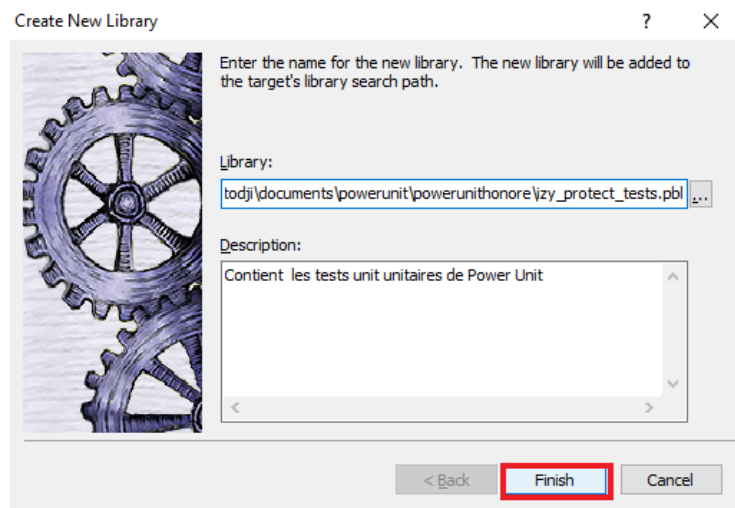 Create New Library
?
Enter the name for the new library. The new library will be added to
the target's library search path.
Library:
todji\documents\powerunit\powerunithonore\izy_protect_tests.pbl
...
Description:
Contient les tests unit unitaires de Power Unit
< Back
Finish
Cancel